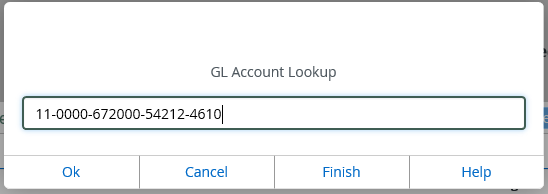 GL Account Lookup
11-0000-672000-54212-4610
Ok Cancel Finish Help